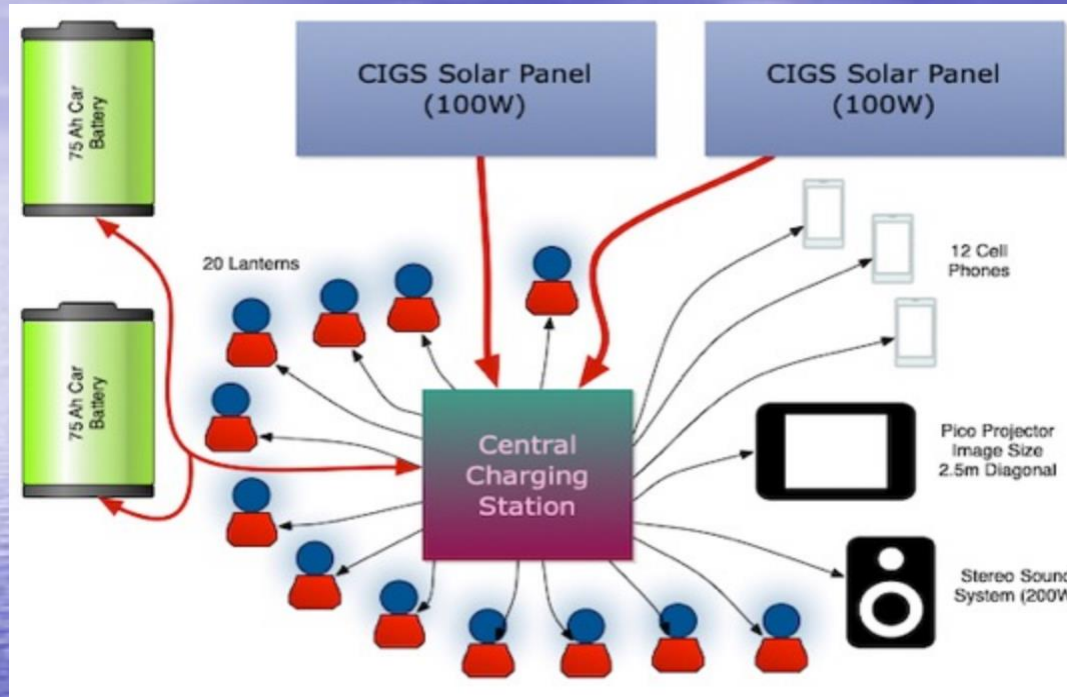 75 Ah Car
Battery
CIGS Solar Panel
(100W)
CIGS Solar Panel
(100W)
20 Lanterns
12 Cell
Phones
75 Ah Car
Battery
Central
Charging
Station
Pico Projector
Image Size
2.5m Diagonal
Stereo Sound
System (200W